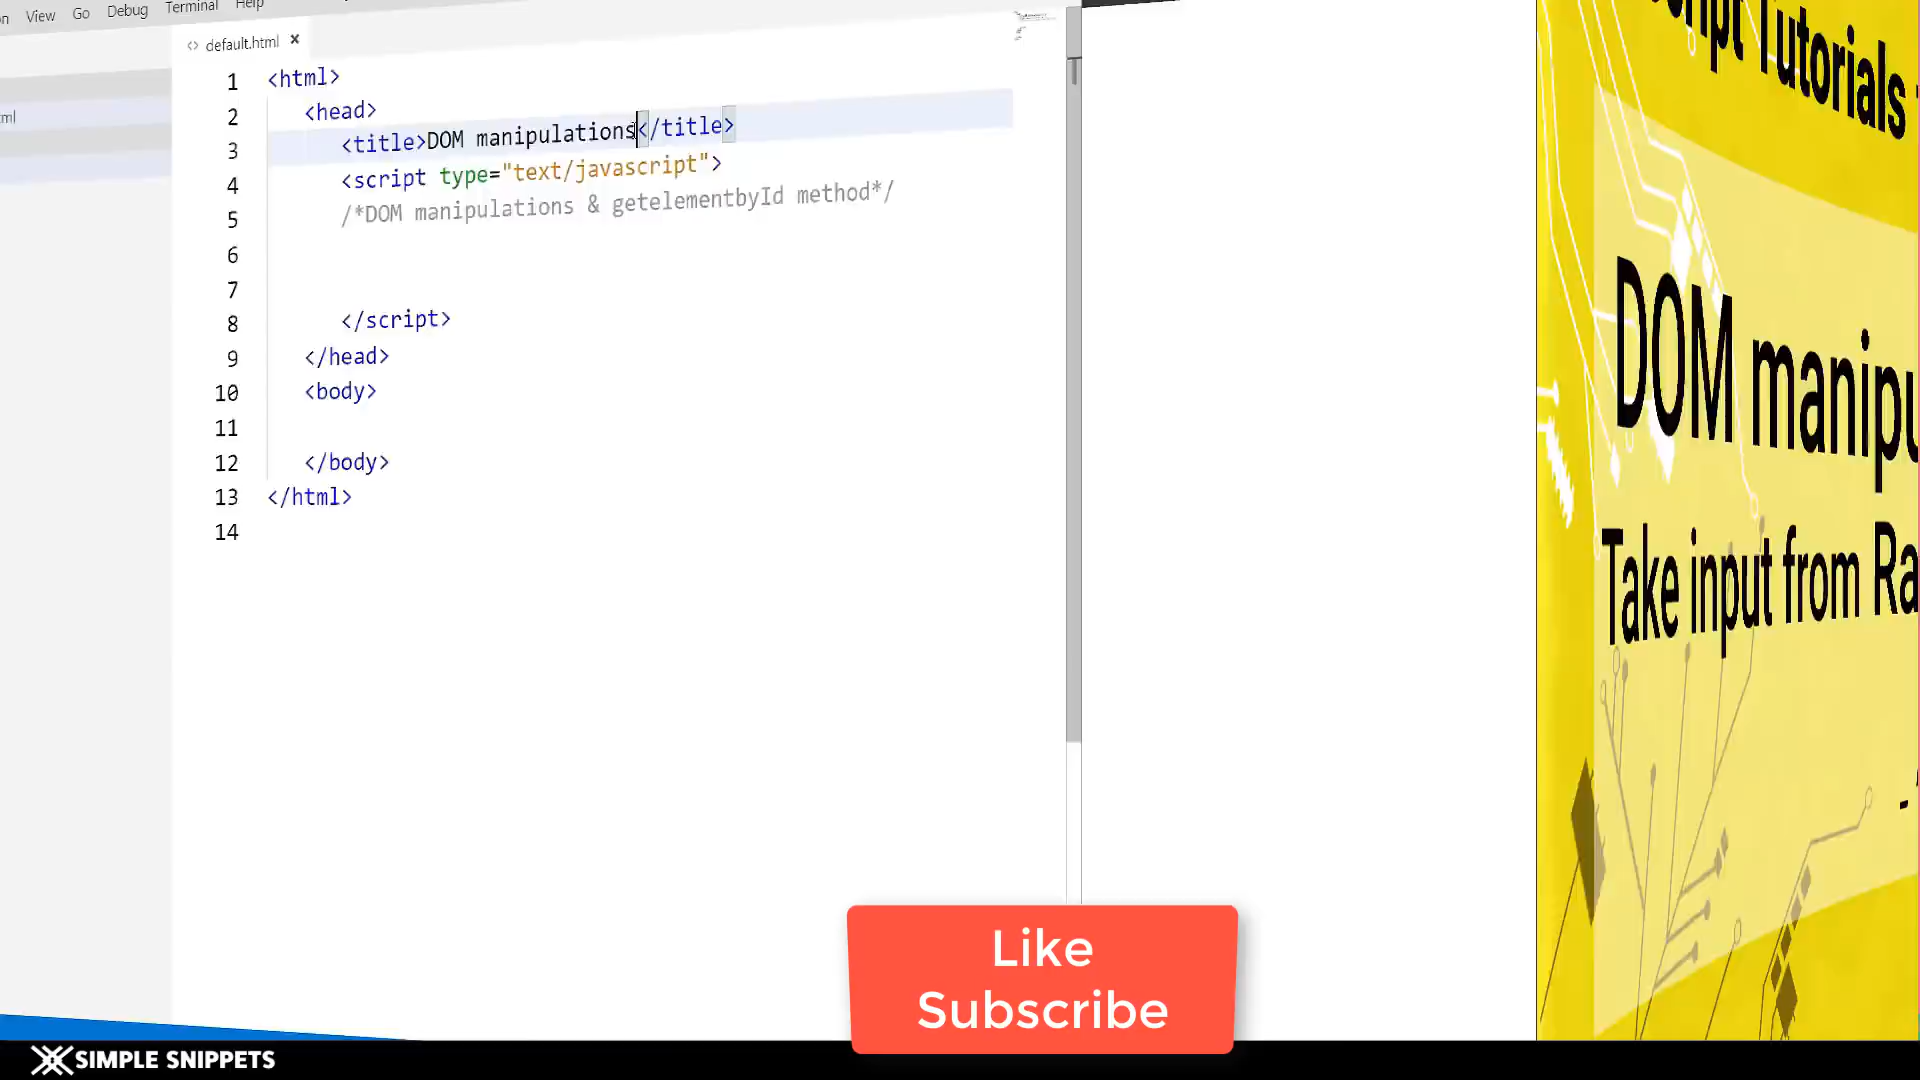 View Go Debug Terminal Help
default.html ×
1 <html>
2 <head>
3 <title>DOM manipulations</title>
4 <script type="text/javascript">
5 /*DOM manipulations & getelementbyId method*/
6
7
8 </script>
9 </head>
10 <body>
11
12 </body>
13 </html>
14
Tutorials
DOM
Take input from
Like
Subscribe
SIMPLE SNIPPETS